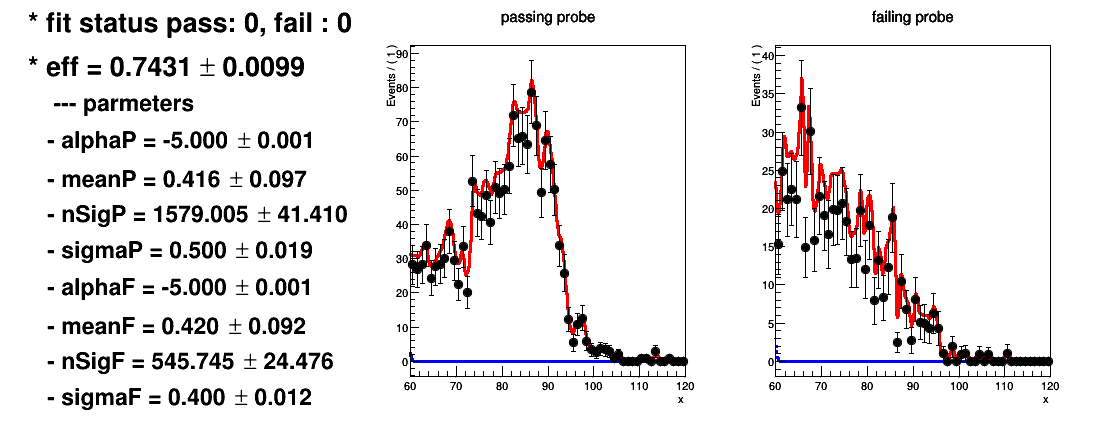 * fit status pass: 0, fail : 0
* eff = 0.7431 ± 0.0099
--- parmeters
- alphaP = -5.000 ± 0.001
- meanP = 0.416 ± 0.097
- nSigP = 1579.005 ± 41.410
- sigmaP = 0.500 ± 0.019
- alphaF = -5.000 ± 0.001
- meanF = 0.420 ± 0.092
- nSigF = 545.745 ± 24.476
- sigmaF = 0.400 ± 0.012
passing probe
Events / ( 1 )
90
80
70
60
50
40
30
20
10
0
60 70 80 90 100 110 120
x
failing probe
Events / ( 1 )
40
35
30
25
20
15
10
5
0
60 70 80 90 100 110 120
x